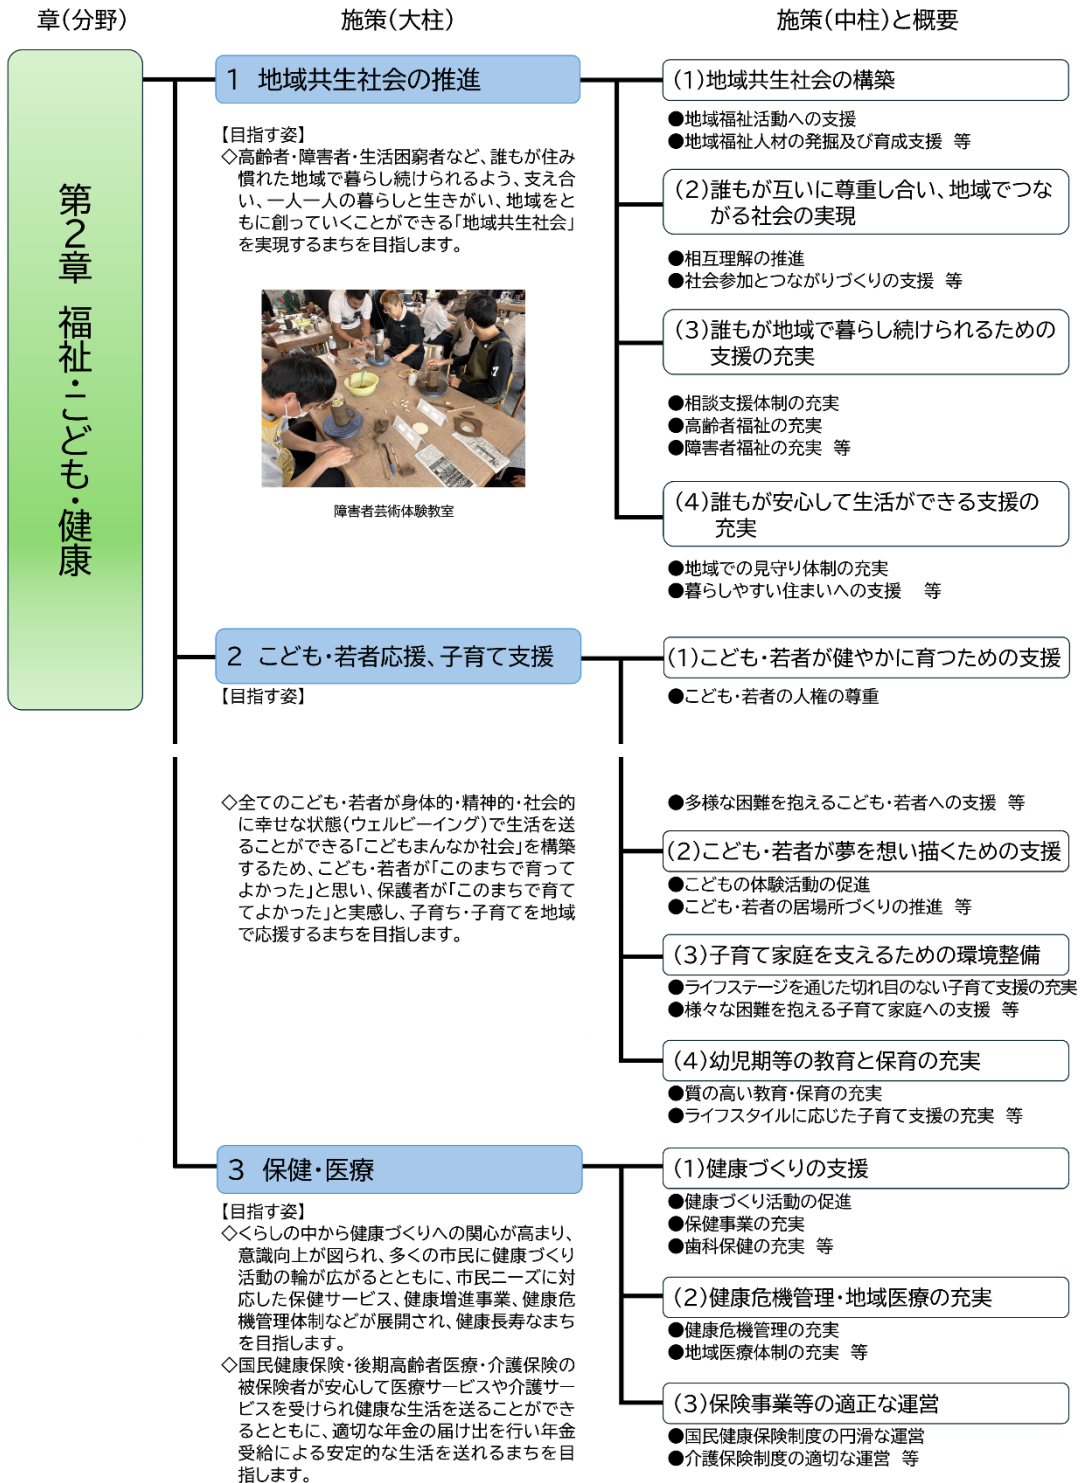 章(分野)
施策(大柱)
施策(中柱)と概要
第2章 福祉・こども・健康
1 地域共生社会の推進
【目指す姿】
◇高齢者・障害者・生活困窮者など、誰もが住み
慣れた地域で暮らし続けられるよう、支え合
い、一人一人の暮らしと生きがい、地域をと
もに創っていくことができる「地域共生社会」
を実現するまちを目指します。
障害者芸術体験教室
(1)地域共生社会の構築
●地域福祉活動への支援
●地域福祉人材の発掘及び育成支援 等
(2)誰もが互いに尊重し合い、地域でつな
がる社会の実現
●相互理解の推進
●社会参加とつながりづくりの支援 等
(3)誰もが地域で暮らし続けられるための
支援の充実
●相談支援体制の充実
●高齢者福祉の充実
●障害者福祉の充実 等
(4)誰もが安心して生活ができる支援の
充実
●地域での見守り体制の充実
●暮らしやすい住まいへの支援 等
2 こども・若者応援、子育て支援
【目指す姿】
◇全てのこども・若者が身体的・精神的・社会的
に幸せな状態(ウェルビーイング)で生活を送
ることができる「こどもまんなか社会」を構築
するため、こども・若者が「このまちで育って
よかった」と思い、保護者が「このまちで育て
てよかった」と実感し、子育ち・子育てを地域
で応援するまちを目指します。
(1)こども・若者が健やかに育つための支援
●こども・若者の人権の尊重
●多様な困難を抱えるこども・若者への支援 等
(2)こども・若者が夢を想い描くための支援
●こどもの体験活動の促進
●こども・若者の居場所づくりの推進 等
(3)子育て家庭を支えるための環境整備
●ライフステージを通じた切れ目のない子育て支援の充実
●様々な困難を抱える子育て家庭への支援 等
(4)幼児期等の教育と保育の充実
●質の高い教育・保育の充実
●ライフスタイルに応じた子育て支援の充実 等
3 保健・医療
【目指す姿】
◇くらしの中から健康づくりへの関心が高まり、
意識向上が図られ、多くの市民に健康づくり
活動の輪が広がるとともに、市民ニーズに対
応した保健サービス、健康増進事業、健康危
機管理体制などが展開され、健康長寿なまち
を目指します。
◇国民健康保険・後期高齢者医療・介護保険の
被保険者が安心して医療サービスや介護サー
ビスを受けられ健康な生活を送ることができ
るとともに、適切な年金の届け出を行い年金
受給による安定的な生活を送れるまちを目
指します。
(1)健康づくりの支援
●健康づくり活動の促進
●保健事業の充実
●歯科保健の充実 等
(2)健康危機管理・地域医療の充実
●健康危機管理の充実
●地域医療体制の充実 等
(3)保険事業等の適正な運営
●国民健康保険制度の円滑な運営
●介護保険制度の適切な運営 等